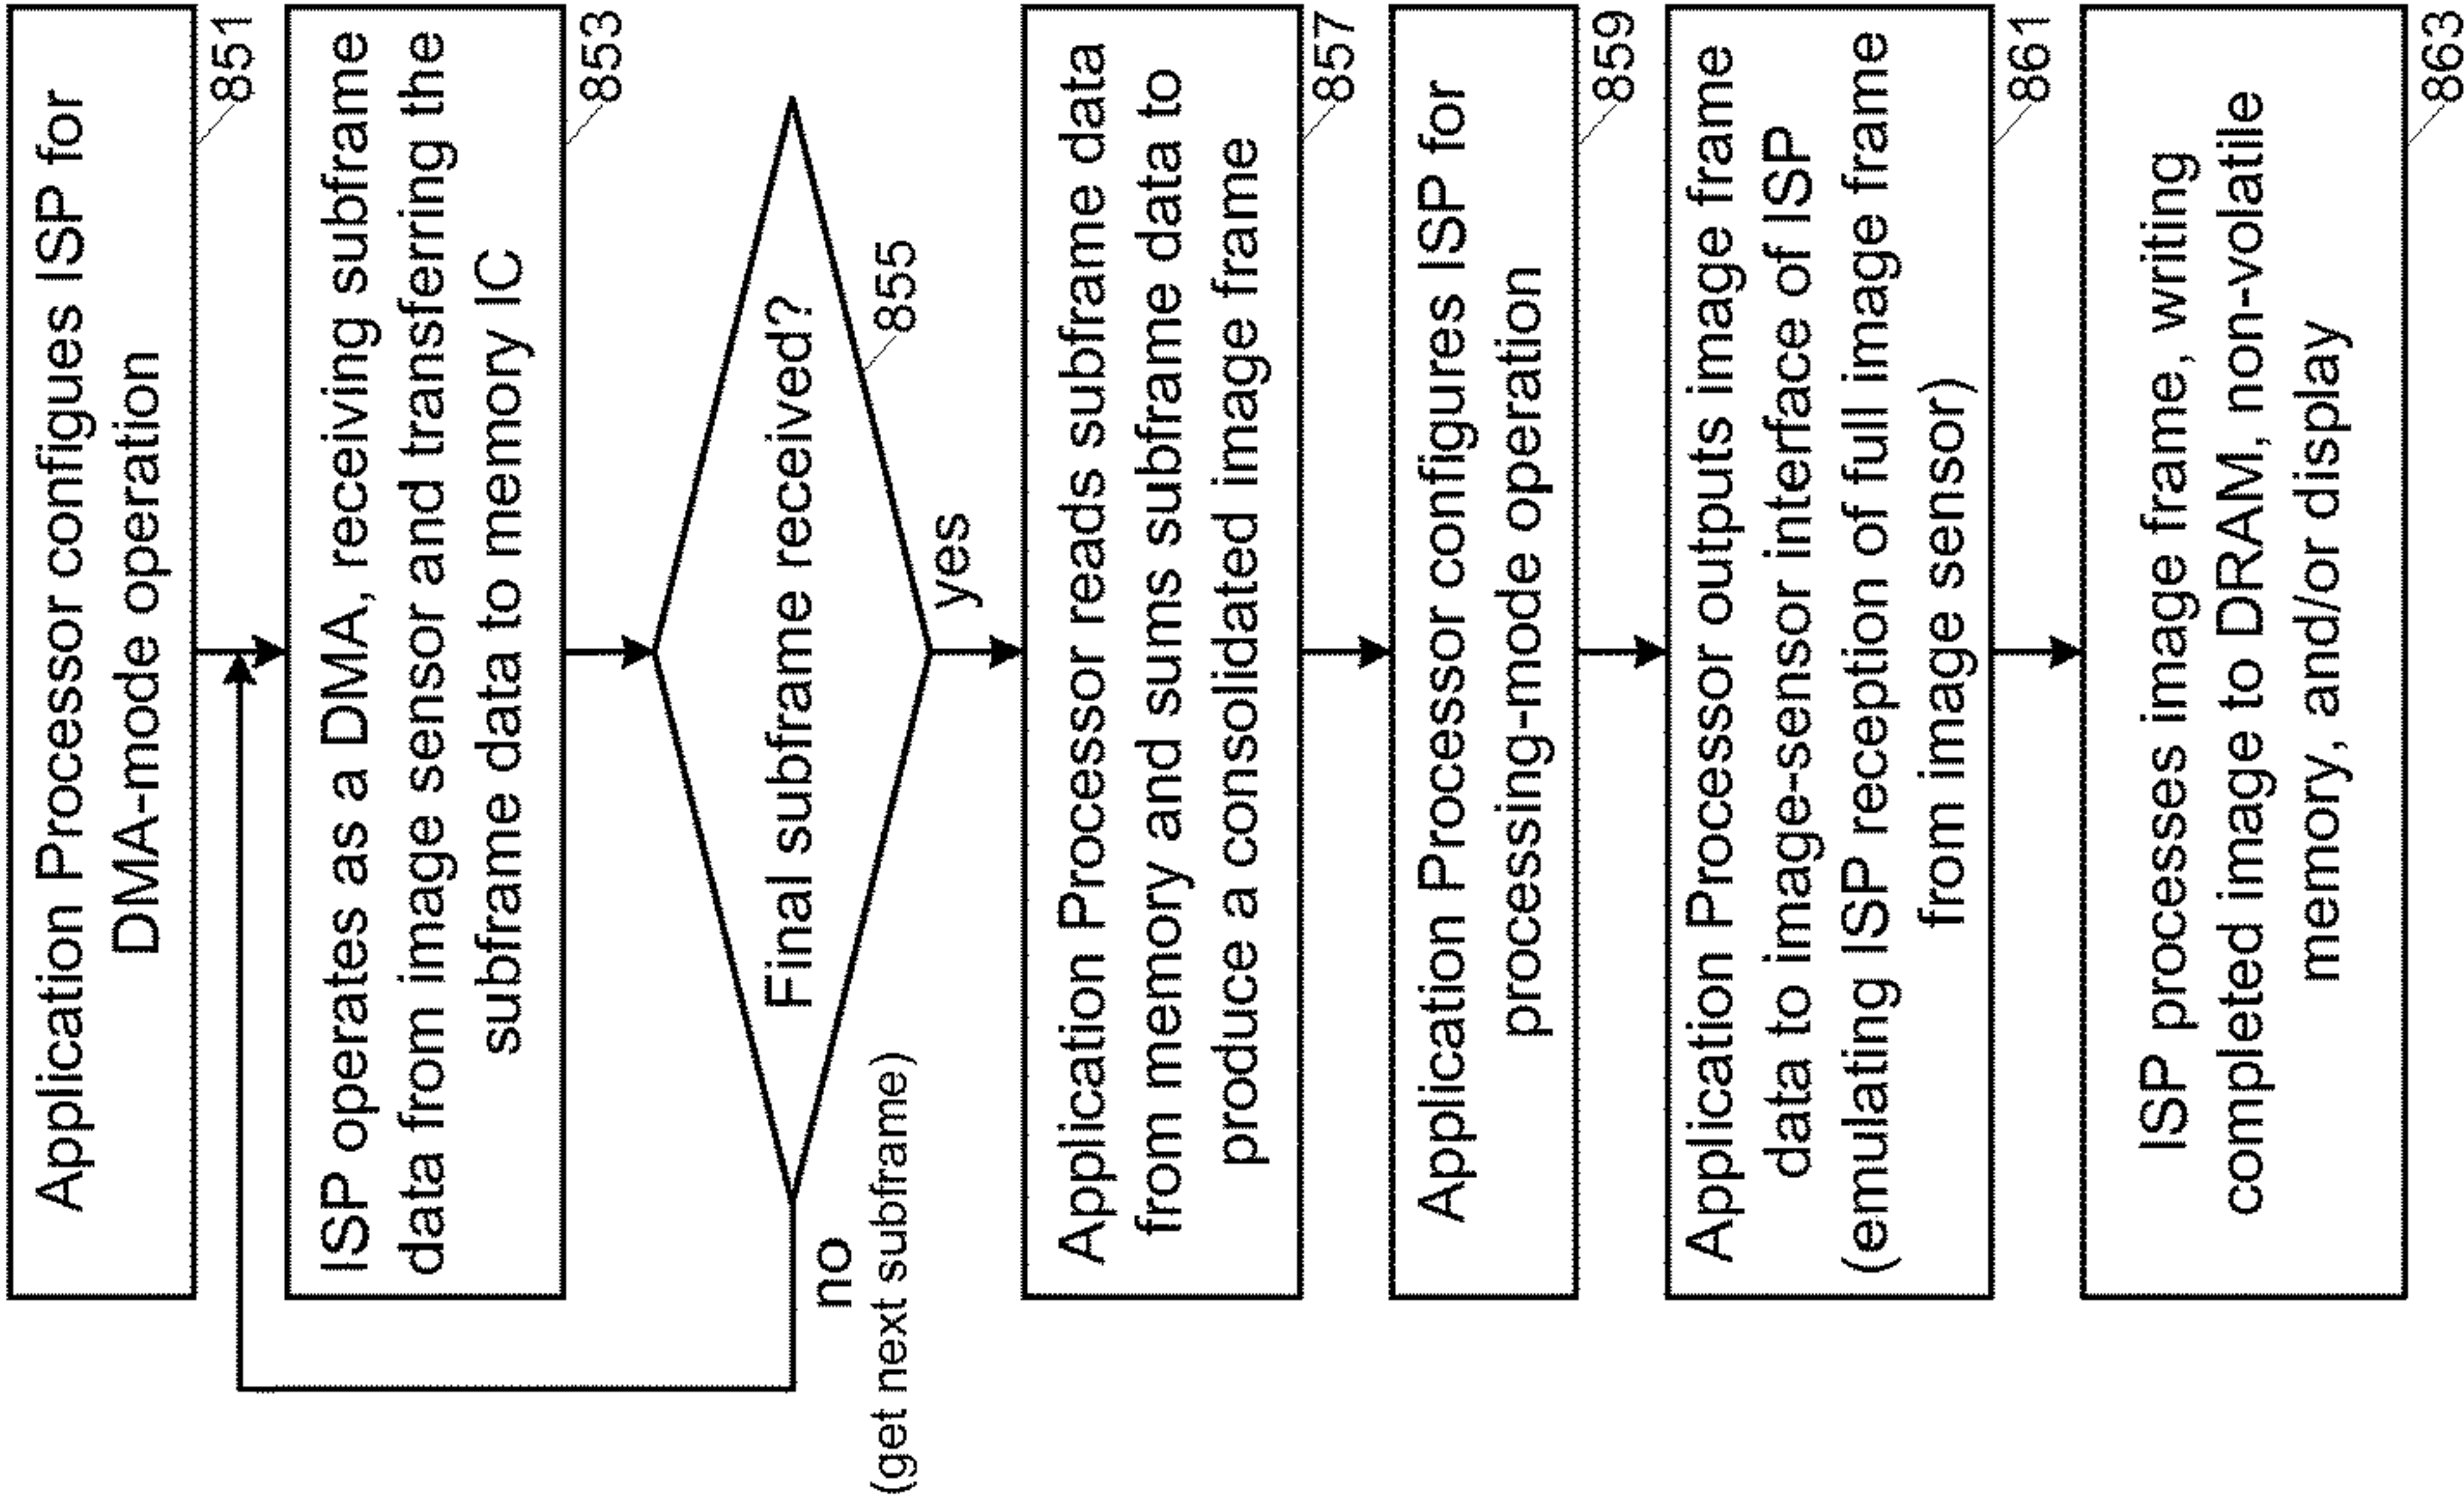 Application Processor configues ISP for
DMA-mode operation
851
ISP operates as a DMA, receiving subframe
data from image sensor and transferring the
subframe data to memory IC
853
Final subframe received?
855
no
(get next subframe)
yes
Application Processor reads subframe data
from memory and sums subframe data to
produce a consolidated image frame
857
Application Processor configures ISP for
processing-mode operation
859
Application Processor outputs image frame
data to image-sensor interface of ISP
(emulating ISP reception of full image frame
from image sensor)
861
ISP processes image frame, writing
completed image to DRAM, non-volatile
memory, and/or display
863